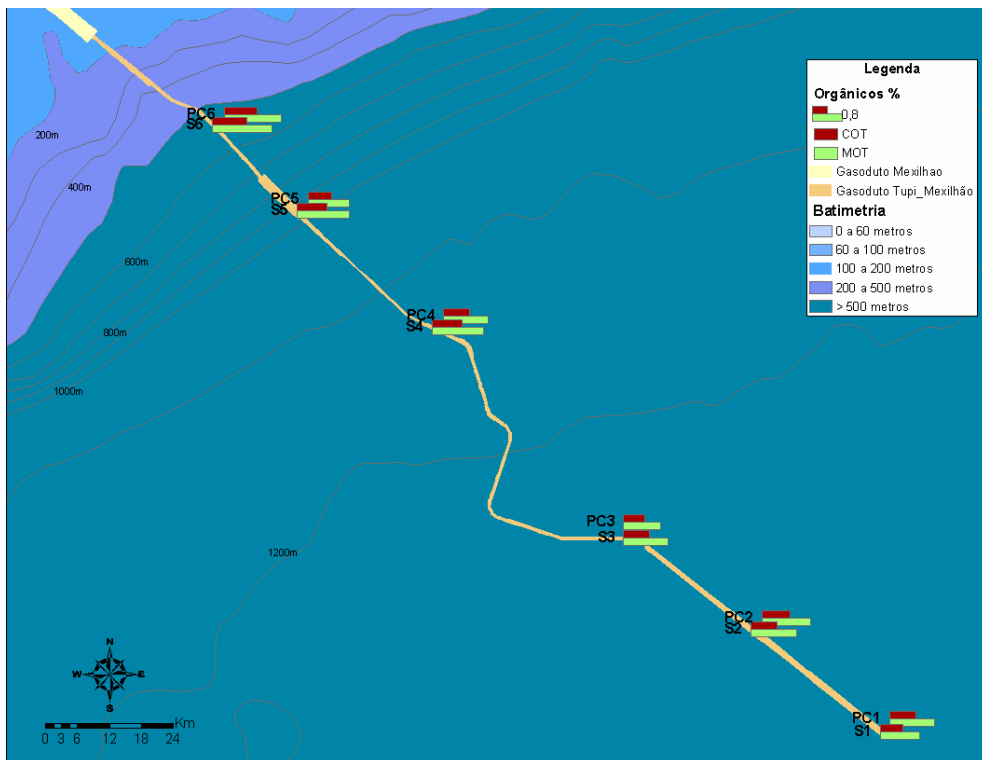 Legenda
Orgânicos %
0,8
COT
MOT
Gasoduto Mexilhao
Gasoduto Tupi_Mexilhão
Batimetria
0 a 60 metros
60 a 100 metros
100 a 200 metros
200 a 500 metros
> 500 metros
PC6
S6
200m
400m
PC5
S5
600m
PC4
S4
800m
1000m
PC3
S3
1200m
PC2
S2
PC1
S1
N
W E
S
Km
0 3 6 12 18 24